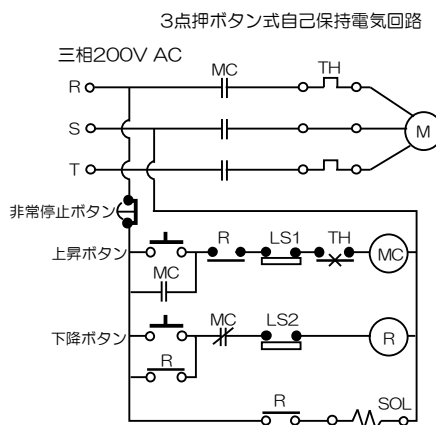 3点押ボタン式自己保持電気回路
三相200V AC
MC TH
R
S
M
T
非常停止ボタン
上昇ボタン R LS1 TH MC
MC
下降ボタン MC LS2 R
R
R SOL